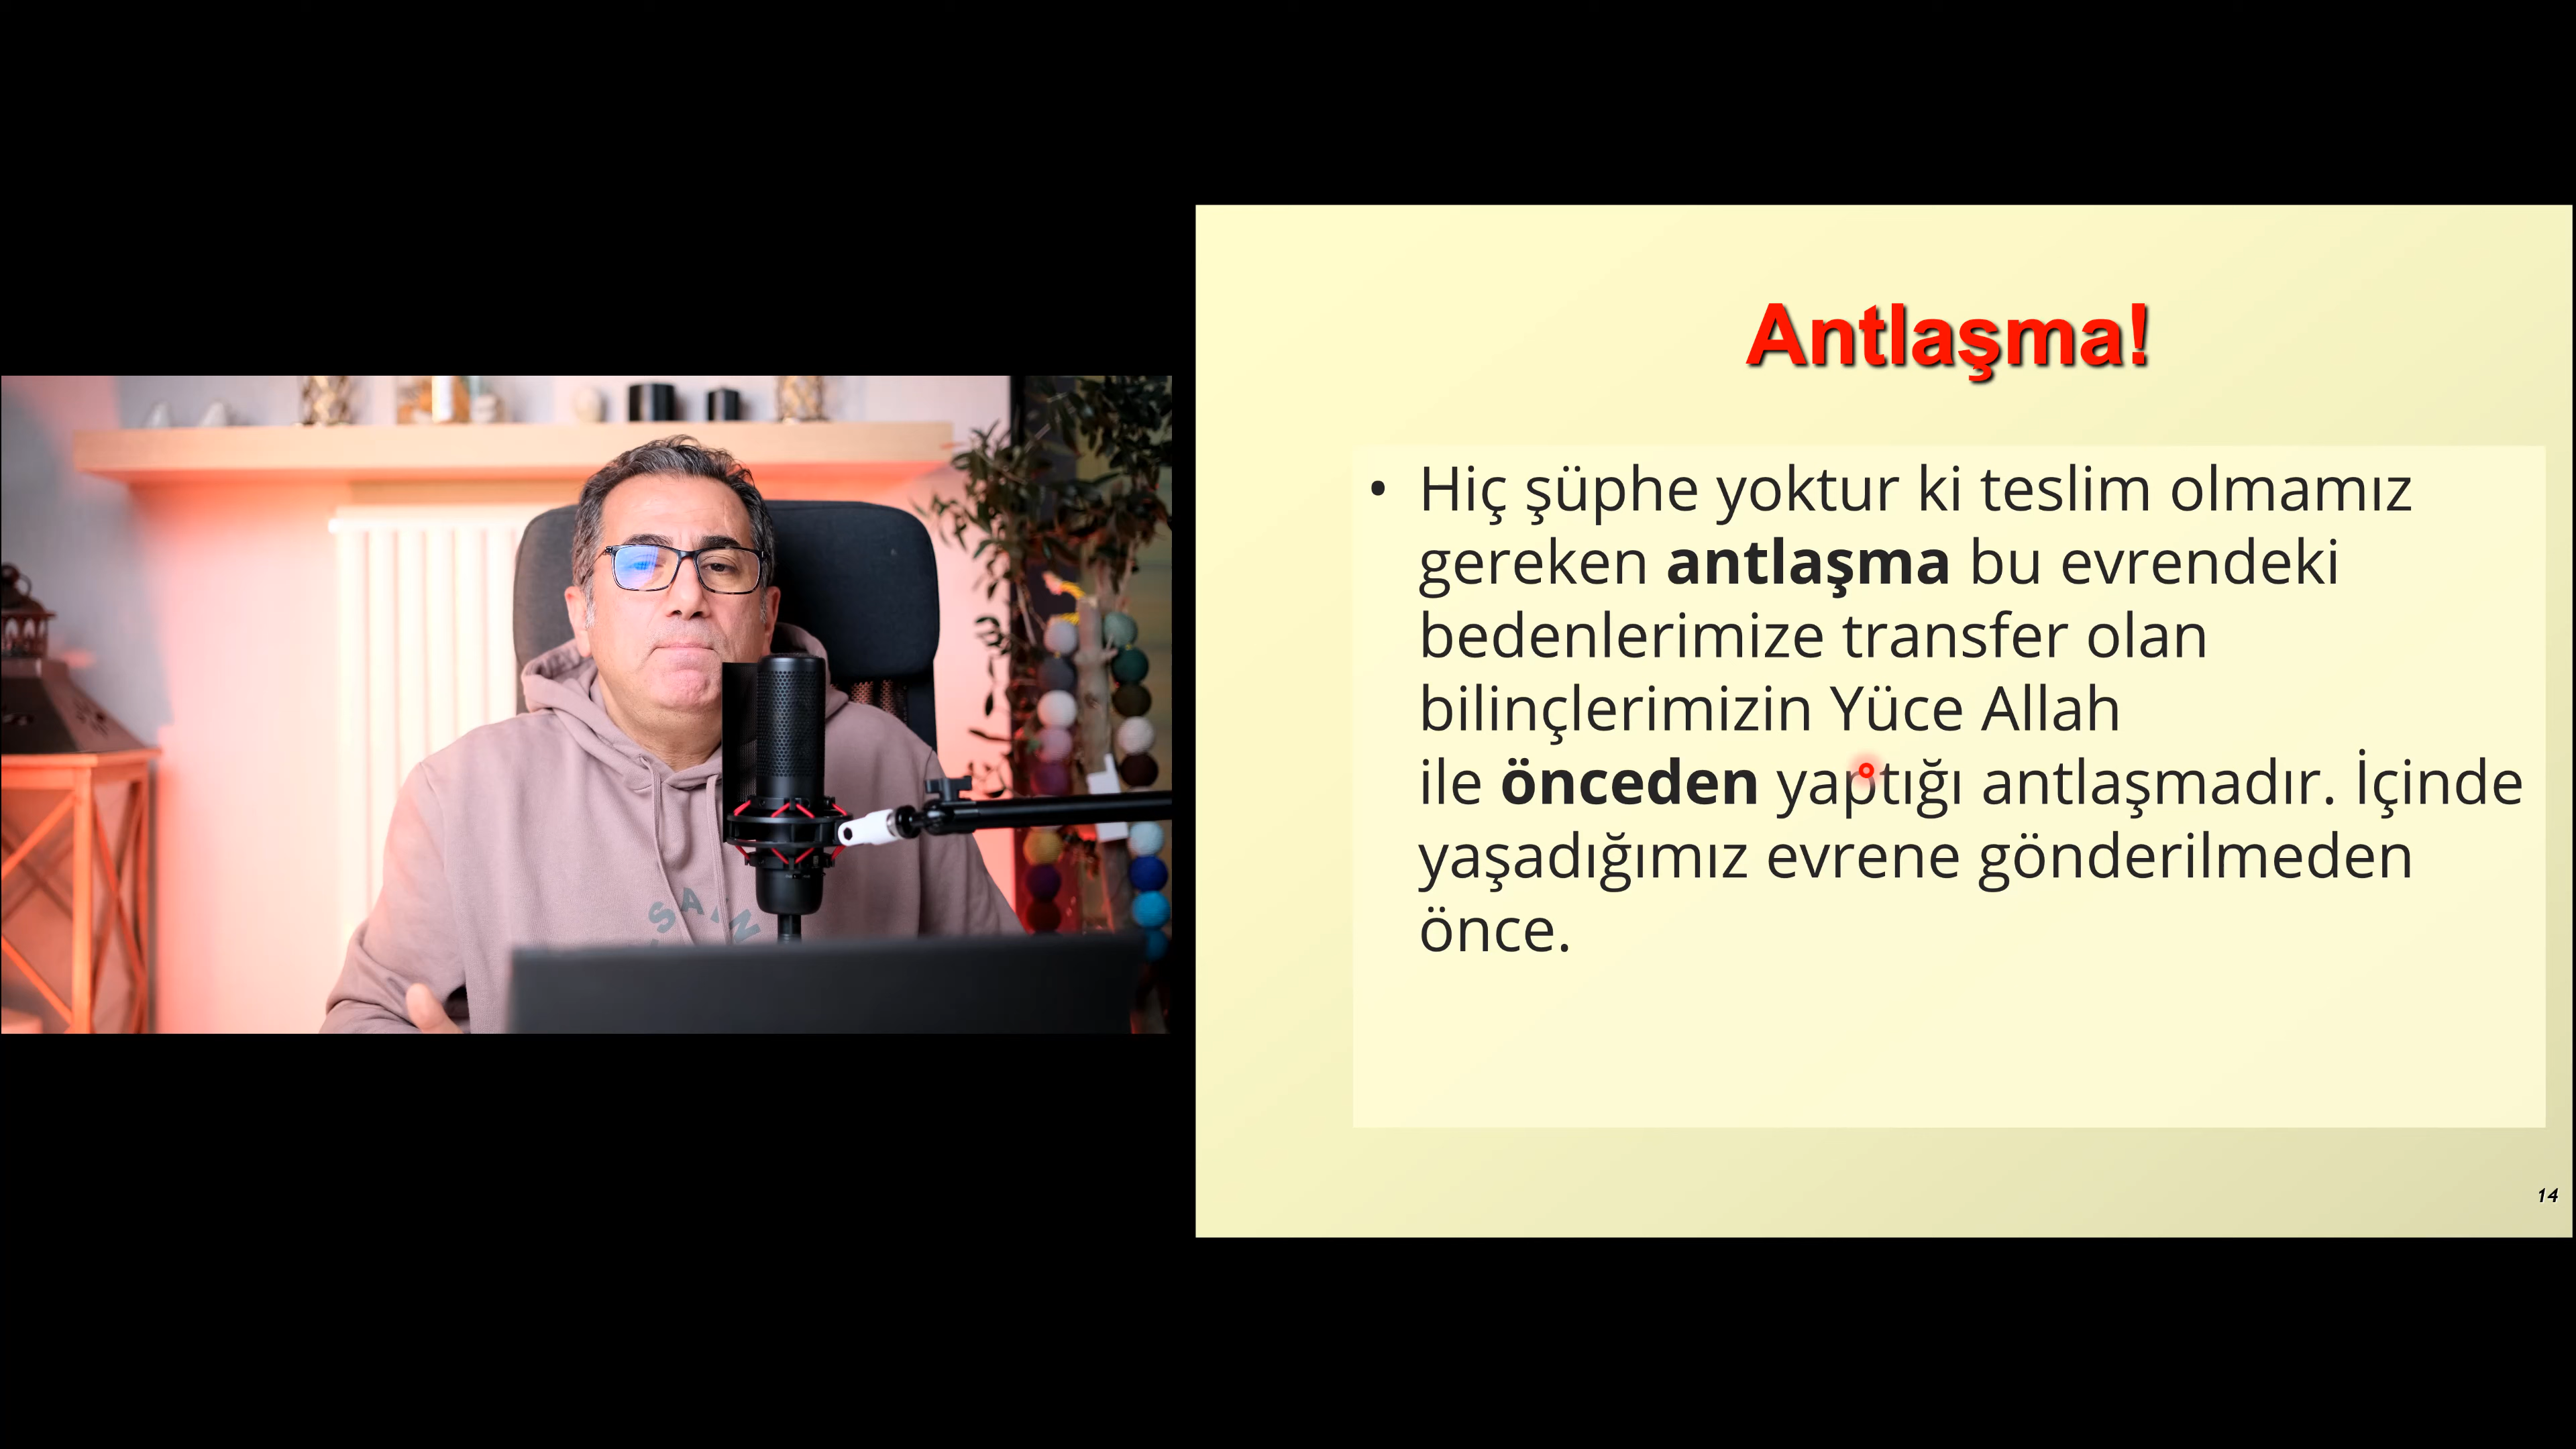 Antlaşma!
• Hiç şüphe yoktur ki teslim olmamız
gereken antlaşma bu evrendeki
bedenlerimize transfer olan
bilinçlerimizin Yüce Allah
ile önceden yaptığı antlaşmadır. İçinde
yaşadığımız evrene gönderilmeden
önce.
14